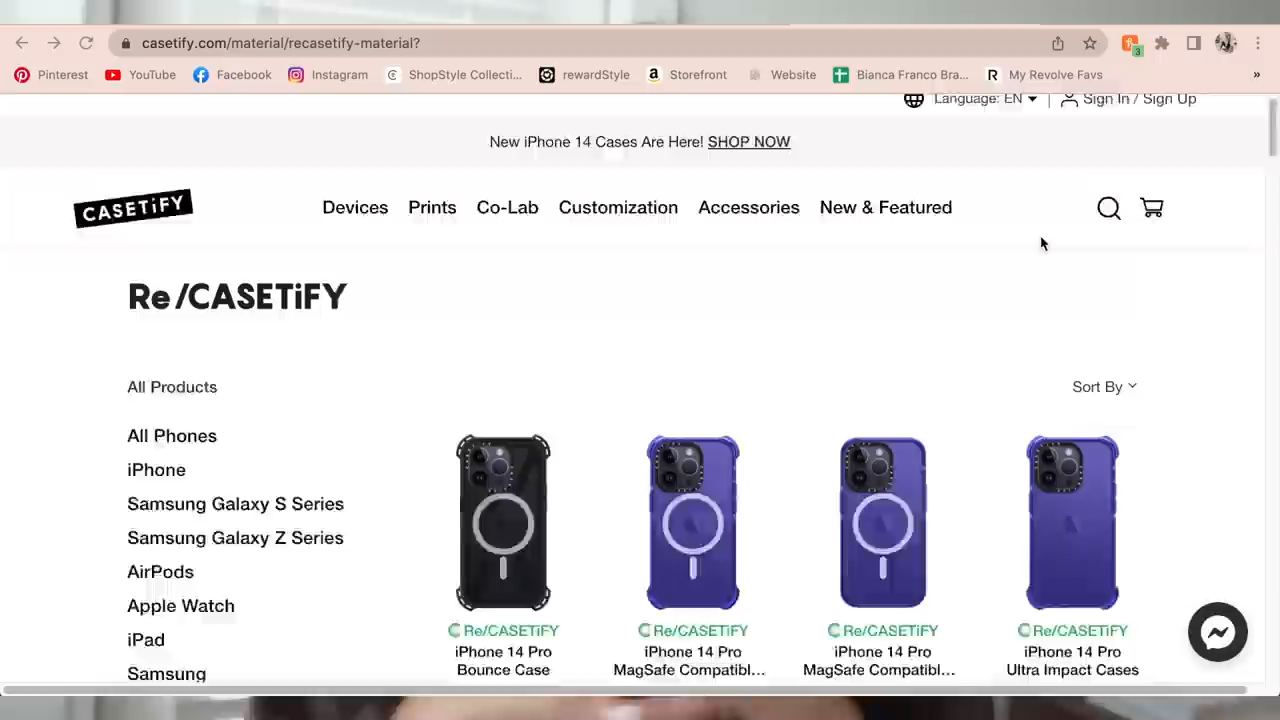 casetify.com/material/recasetify-material?
3
Pinterest YouTube Facebook Instagram ShopStyle Collecti... rewardStyle Storefront Website Bianca Franco Bra... My Revolve Favs »
Language: EN | Sign In / Sign Up
New iPhone 14 Cases Are Here! SHOP NOW
CASETiFY Devices Prints Co-Lab Customization Accessories New & Featured
Re/CASETiFY
All Products
Sort By
All Phones
iPhone
Samsung Galaxy S Series
Samsung Galaxy Z Series
AirPods
Apple Watch
iPad
Samsung
Re/CASETiFY
iPhone 14 Pro
Bounce Case
Re/CASETiFY
iPhone 14 Pro
MagSafe Compatibl...
Re/CASETiFY
iPhone 14 Pro
MagSafe Compatibl...
Re/CASETiFY
iPhone 14 Pro
Ultra Impact Cases